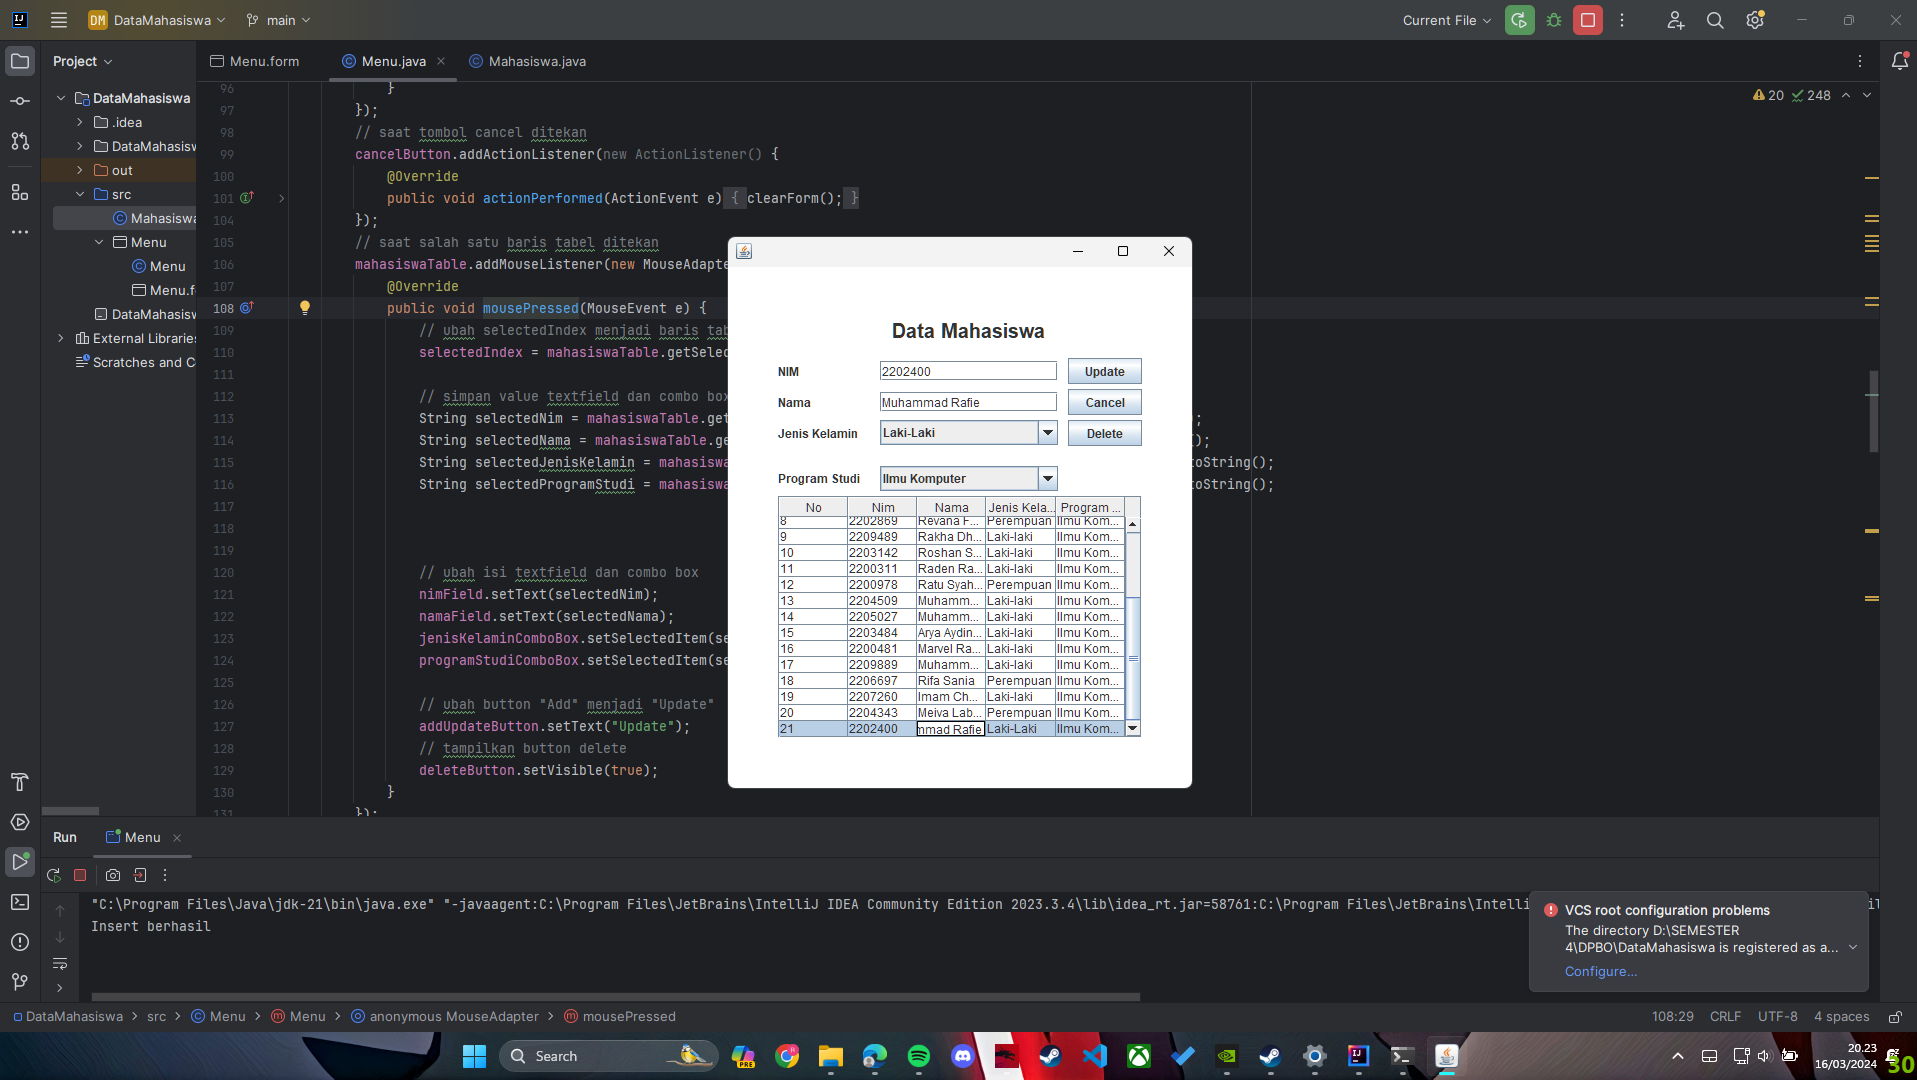 DM DataMahasiswa main Current File
Project
Menu.form Menu.java Mahasiswa.java
20 248
DataMahasiswa
.idea
DataMahasisw
out
src
Mahasiswa
Menu
Menu
Menu.f
DataMahasisw
External Libraries
Scratches and C
96 }
97 });
98 // saat tombol cancel ditekan
99 cancelButton.addActionListener(new ActionListener() {
100 @Override
101 public void actionPerformed(ActionEvent e) { clearForm(); }
104 });
105 // saat salah satu baris tabel ditekan
106 mahasiswaTable.addMouseListener(new MouseAdapte
107 @Override
108 public void mousePressed(MouseEvent e) {
109 // ubah selectedIndex menjadi baris tab
110 selectedIndex = mahasiswaTable.getSelec
111
112 // simpan value textfield dan combo box
113 String selectedNim = mahasiswaTable.get ;
114 String selectedNama = mahasiswaTable.ge );
115 String selectedJenisKelamin = mahasiswa toString();
116 String selectedProgramStudi = mahasiswa toString();
117
118
119
120 // ubah isi textfield dan combo box
121 nimField.setText(selectedNim);
122 namaField.setText(selectedNama);
123 jenisKelaminComboBox.setSelectedItem(se
124 programStudiComboBox.setSelectedItem(se
125
126 // ubah button "Add" menjadi "Update"
127 addUpdateButton.setText("Update");
128 // tampilkan button delete
129 deleteButton.setVisible(true);
130 }
131 });
Data Mahasiswa
NIM 2202400 Update
Nama Muhammad Rafie Cancel
Jenis Kelamin Laki-Laki Delete
Program Studi Ilmu Komputer
No Nim Nama Jenis Kela... Program ...
8 2202869 Revana F... Perempuan Ilmu Kom...
9 2209489 Rakha Dh... Laki-laki Ilmu Kom...
10 2203142 Roshan S... Laki-laki Ilmu Kom...
11 2200311 Raden Ra... Laki-laki Ilmu Kom...
12 2200978 Ratu Syah... Perempuan Ilmu Kom...
13 2204509 Muhamm... Laki-laki Ilmu Kom...
14 2205027 Muhamm... Laki-laki Ilmu Kom...
15 2203484 Arya Aydin... Laki-laki Ilmu Kom...
16 2200481 Marvel Ra... Laki-laki Ilmu Kom...
17 2209889 Muhamm... Laki-laki Ilmu Kom...
18 2206697 Rifa Sania Perempuan Ilmu Kom...
19 2207260 Imam Ch... Laki-laki Ilmu Kom...
20 2204343 Meiva Lab... Perempuan Ilmu Kom...
21 2202400 nmad Rafie Laki-Laki Ilmu Kom...
Run Menu
"C:\Program Files\Java\jdk-21\bin\java.exe" "-javaagent:C:\Program Files\JetBrains\IntelliJ IDEA Community Edition 2023.3.4\lib\idea_rt.jar=58761:C:\Program Files\JetBrains\Intelli
Insert berhasil
VCS root configuration problems
The directory D:\SEMESTER
4\DPBO\DataMahasiswa is registered as a...
Configure...
DataMahasiswa > src > Menu > Menu > anonymous MouseAdapter > mousePressed
108:29 CRLF UTF-8 4 spaces
Search
PRE
20.23
16/03/2024
30